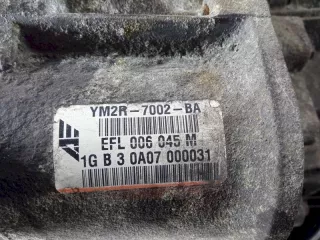 YM2R-7002-BA
EFL 006 045 M
1G B 3 0A07 000031